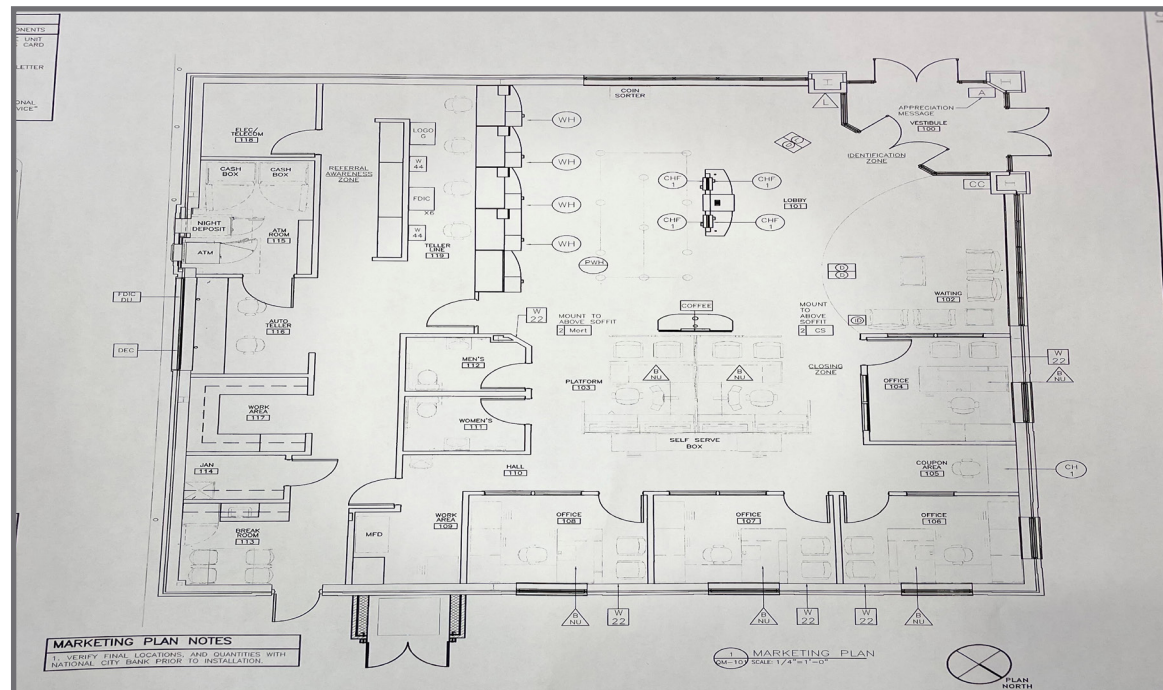 ONENTS
C UNIT
CARD
LETTER
ONAL
VICE"
ELEC/
TELECOM
118
CASH
BOX
CASH
BOX
NIGHT
DEPOSIT
ATM
ATM
ROOM
115
REFERRAL
AWARENESS
ZONE
LOGO
6
W
44
FDIC
X6
W
44
TELLER
LINE
119
WH
WH
WH
WH
PWH
COIN
SORTER
CHF
1
CHF
1
CHF
1
CHF
1
LOBBY
101
L
A
APPRECIATION
MESSAGE
VESTIBULE
100
IDENTIFICATION
ZONE
CC
D
D
WAITING
102
ID
FDIC
DU
DEC
AUTO
TELLER
116
W
22
MOUNT TO
ABOVE SOFFIT
2 Mort
COFFEE
MOUNT
TO
ABOVE
SOFFIT
2 CS
MEN'S
112
WOMEN'S
111
PLATFORM
103
B
NU
B
NU
CLOSING
ZONE
OFFICE
104
W
22
B
NU
WORK
AREA
117
SELF SERVE
BOX
JAN
114
HALL
110
COUPON
AREA
105
CH
1
BREAK
ROOM
113
MFD
WORK
AREA
109
OFFICE
108
OFFICE
107
OFFICE
106
B
NU
W
22
B
NU
W
22
W
22
B
NU
MARKETING PLAN NOTES
1. VERIFY FINAL LOCATIONS, AND QUANTITIES WITH
NATIONAL CITY BANK PRIOR TO INSTALLATION.
1
QM-101
MARKETING PLAN
SCALE: 1/4"=1'-0"
PLAN
NORTH